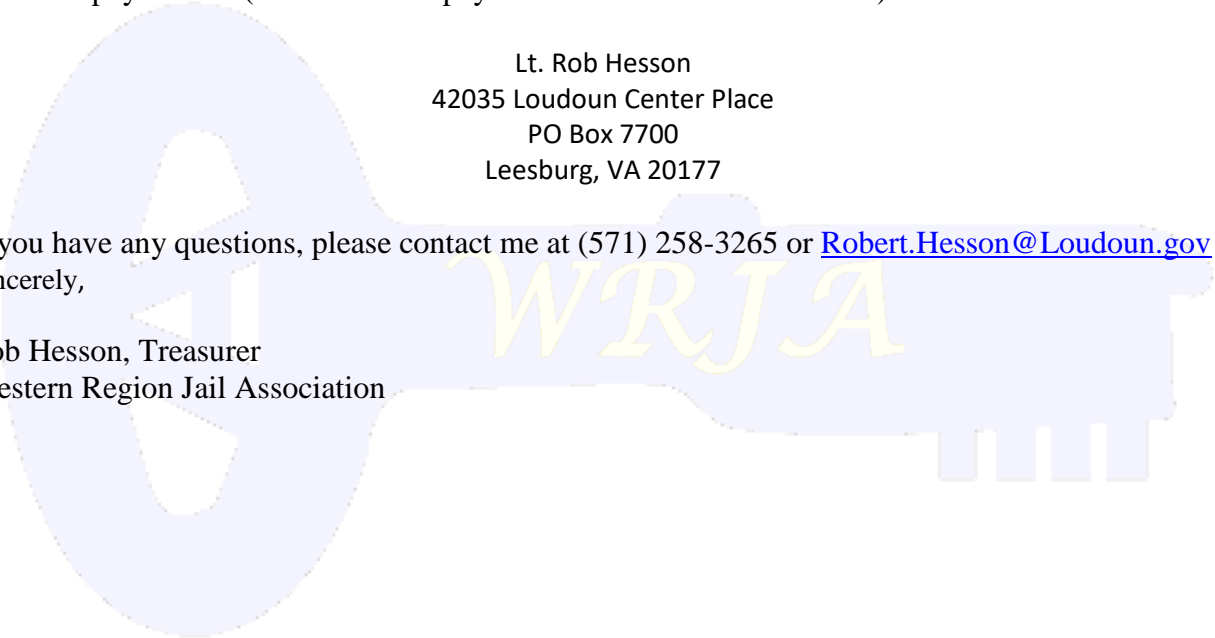 Lt. Rob Hesson
42035 Loudoun Center Place
PO Box 7700
Leesburg, VA 20177
you have any questions, please contact me at (571) 258-3265 or Robert.Hesson@Loudoun.gov
ncerely,
WRJA
ob Hesson, Treasurer
estern Region Jail Association